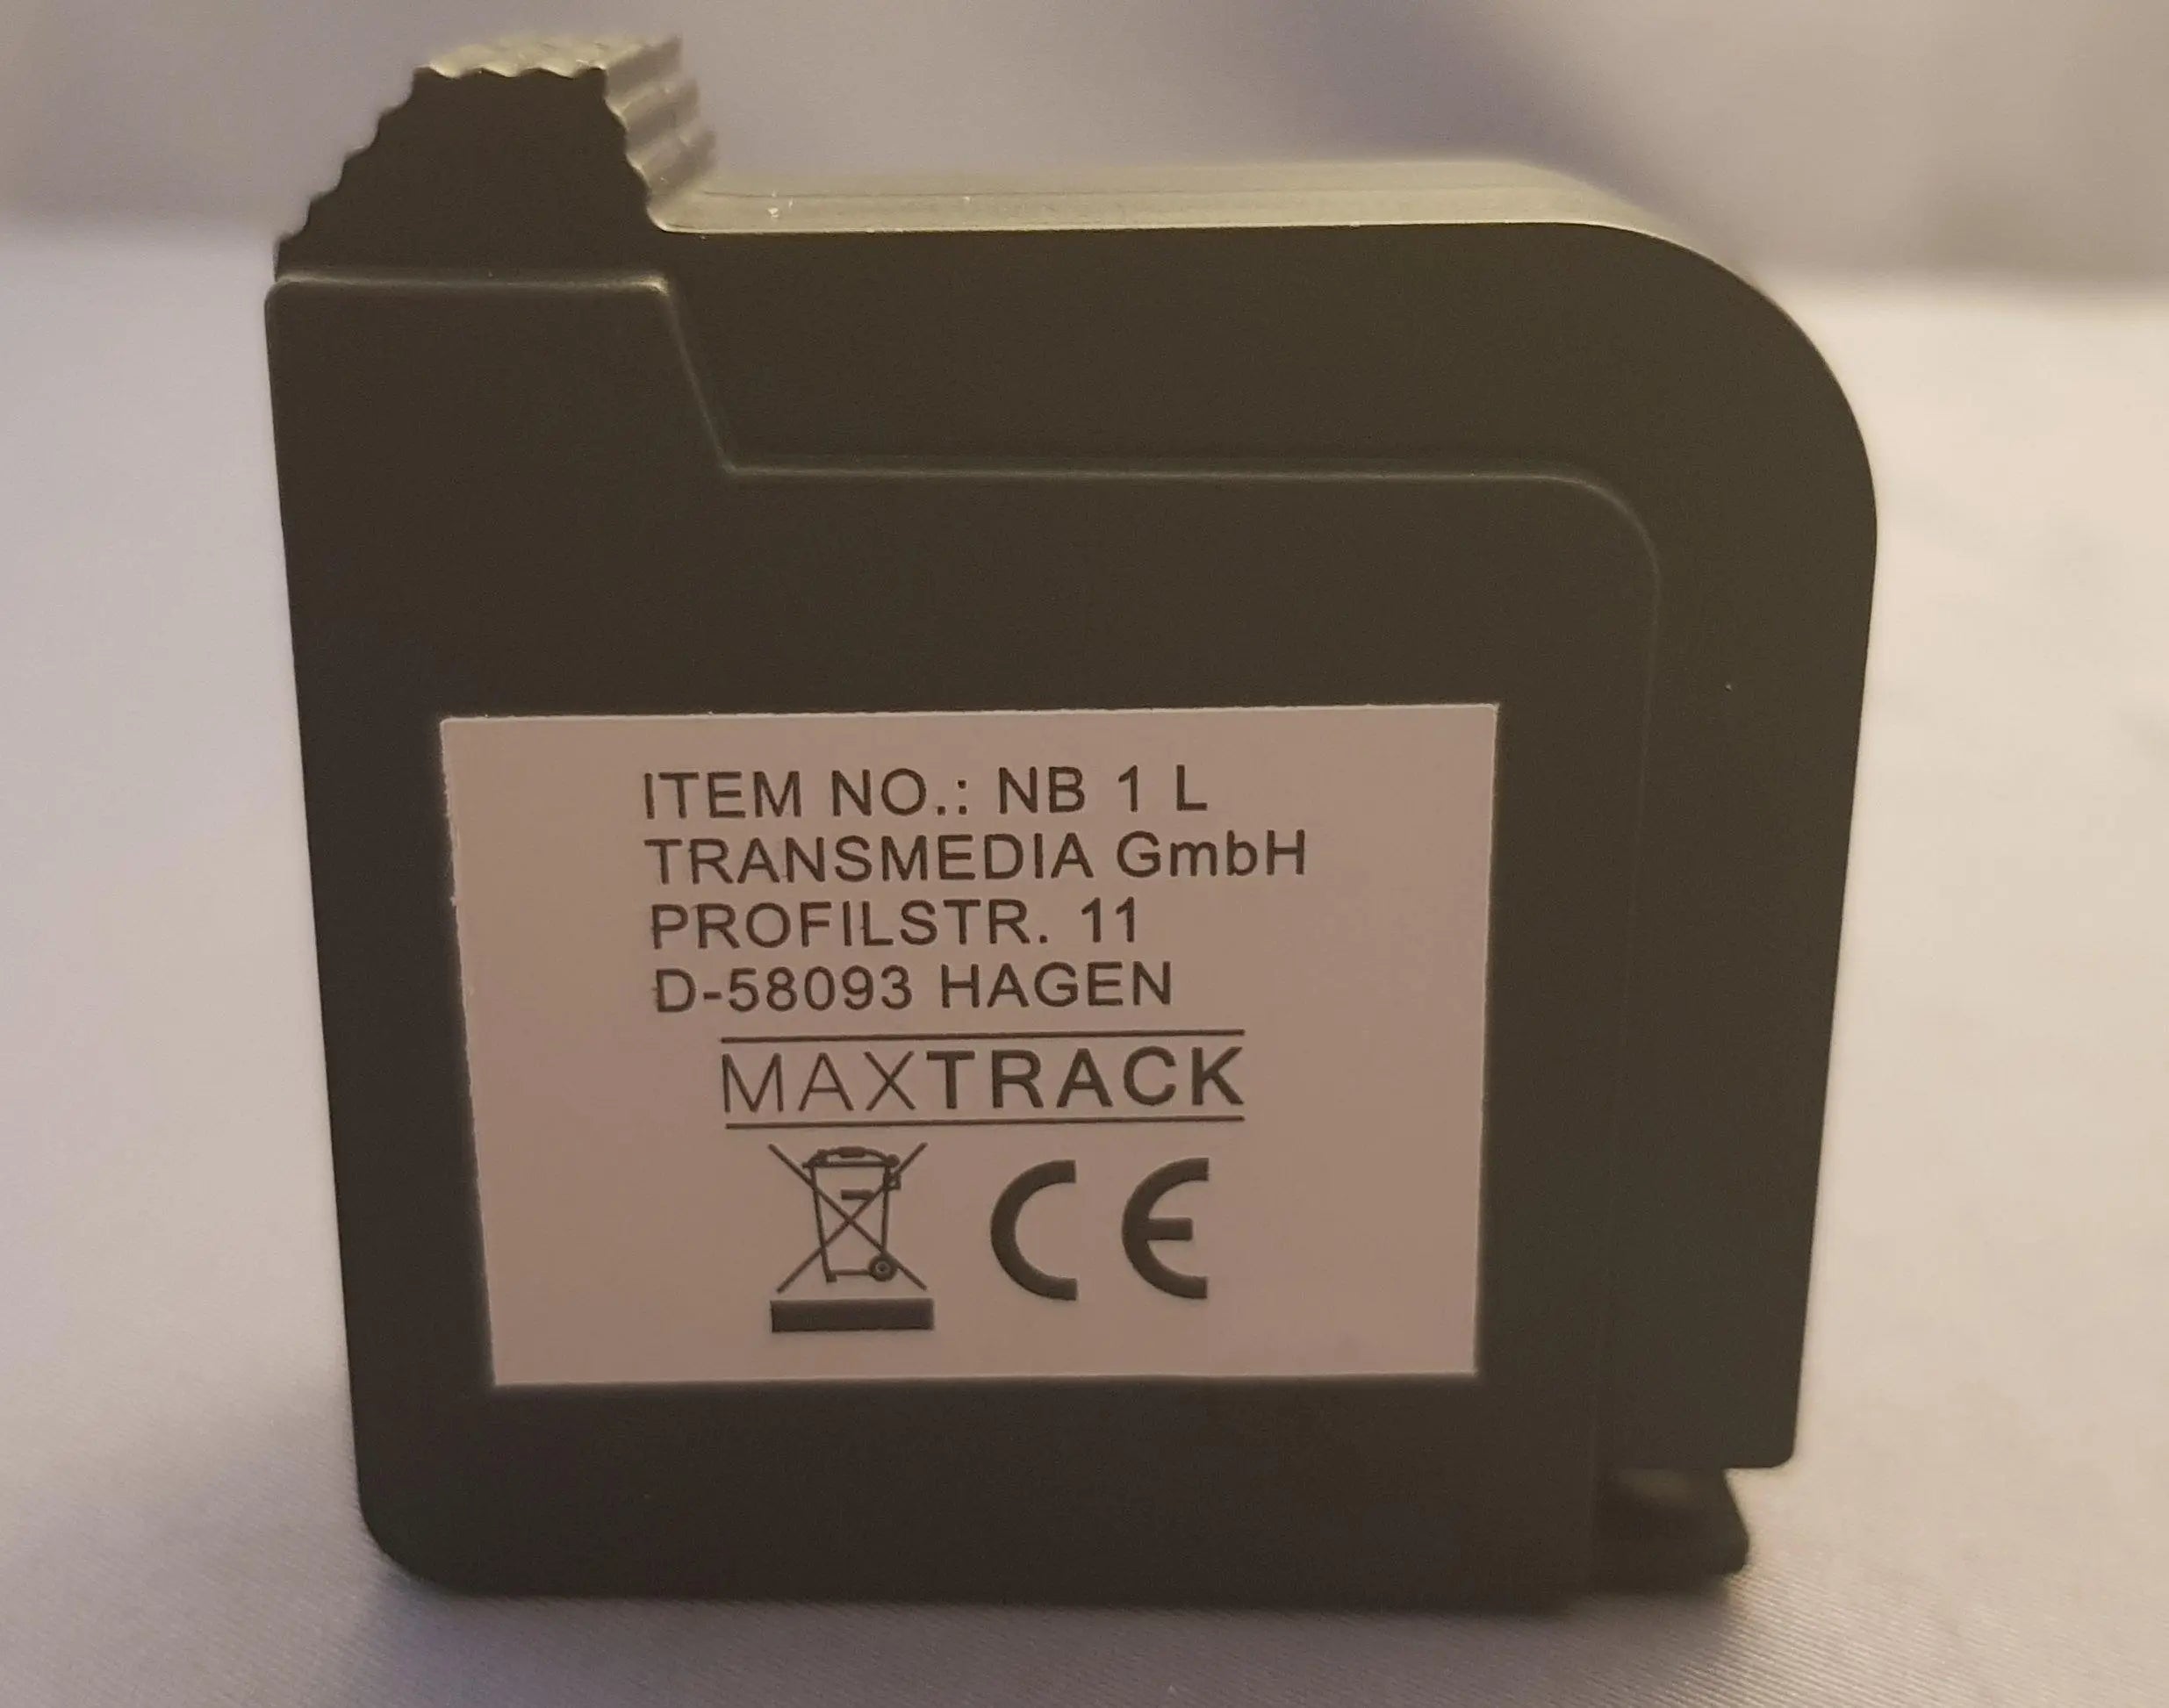 ITEM NO.: NB 1 L
TRANSMEDIA GmbH
PROFILSTR. 11
D-58093 HAGEN
MAXTRACK
CE